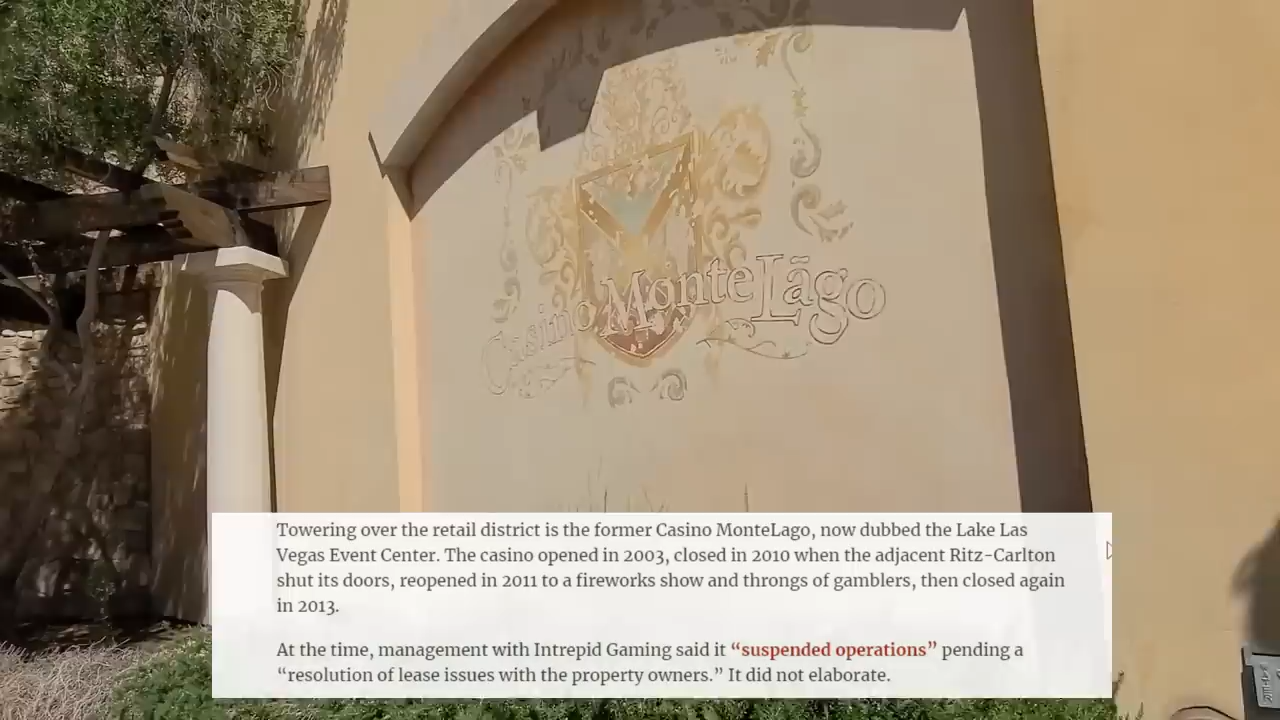 Casino MonteLāgo
Towering over the retail district is the former Casino MonteLago, now dubbed the Lake Las
Vegas Event Center. The casino opened in 2003, closed in 2010 when the adjacent Ritz-Carlton
shut its doors, reopened in 2011 to a fireworks show and throngs of gamblers, then closed again
in 2013.
At the time, management with Intrepid Gaming said it “suspended operations” pending a
“resolution of lease issues with the property owners.” It did not elaborate.